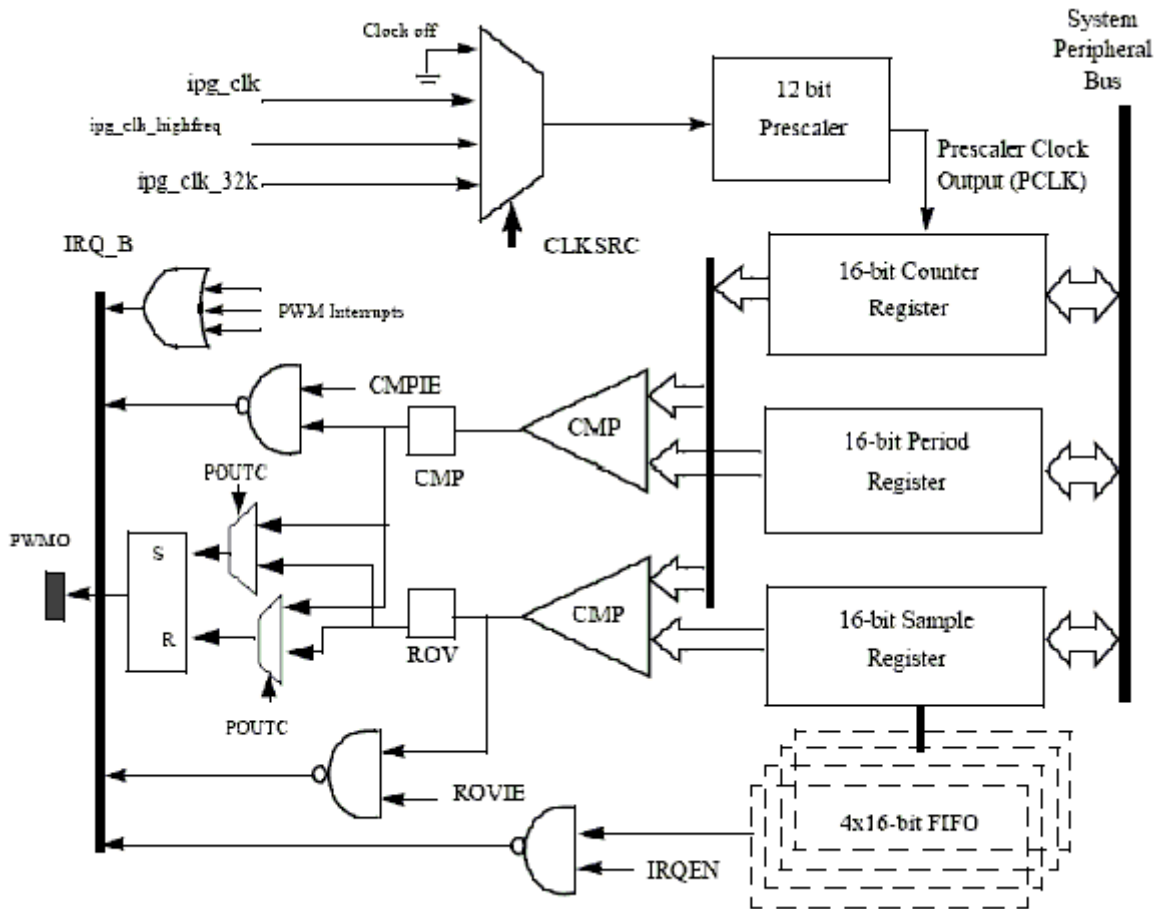 System
Peripheral
Bus
Clock off
ipg_clk
ipg_clk_highfreq
ipg_clk_32k
12 bit
Prescaler
Prescaler Clock
Output (PCLK)
CLKSRC
IRQ_B
16-bit Counter
Register
PWM Interrupts
CMPIE
CMP
CMP
16-bit Period
Register
POUTC
PWMO
S
R
ROV
CMP
16-bit Sample
Register
POUTC
ROVIE
4x16-bit FIFO
IRQEN